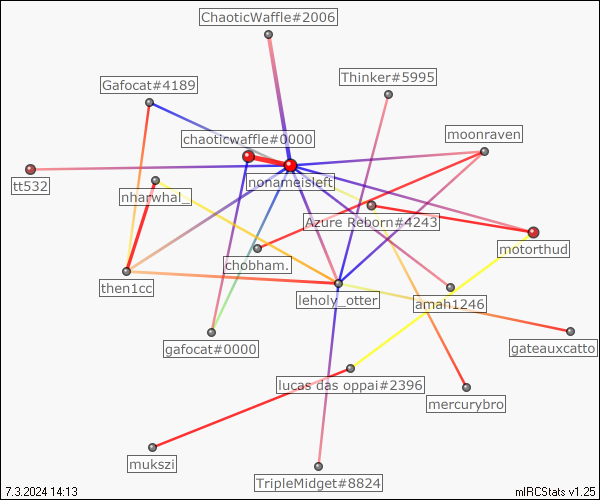 ChaoticWaffle#2006
Thinker#5995
Gafocat#4189
chaoticwaffle#0000
moonraven
tt532
nonameisleft
nharwhal_
Azure Reborn#4243
motorthud
chobham.
then1cc
leholy_otter
amah1246
gafocat#0000
gateauxcatto
lucas das oppai#2396
mercurybro
mukszi
TripleMidget#8824
7.3.2024 14:13
mIRCStats v1.25